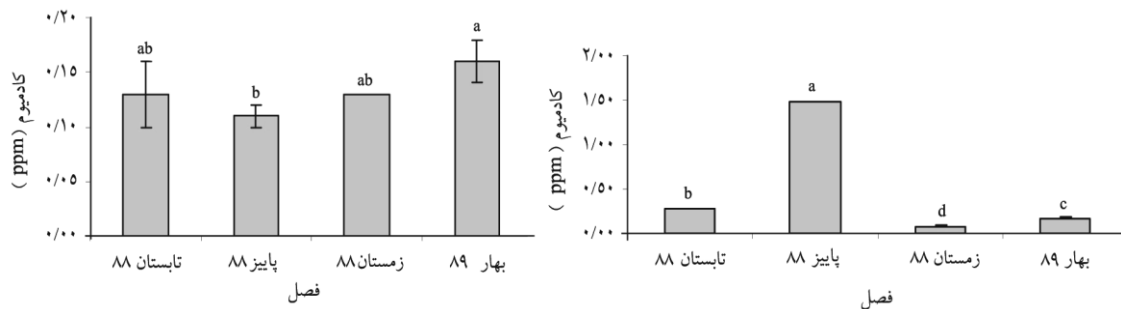 کادمیوم (ppm)
۰/۲۰
۰/۱۵
۰/۱۰
۰/۰۵
۰/۰۰
ab
b
ab
a
تابستان ۸۸
پاییز ۸۸
زمستان ۸۸
بهار ۸۹
فصل
کادمیوم (ppm)
۲/۰۰
۱/۵۰
۱/۰۰
۰/۵۰
۰/۰۰
b
a
d
c
تابستان ۸۸
پاییز ۸۸
زمستان ۸۸
بهار ۸۹
فصل